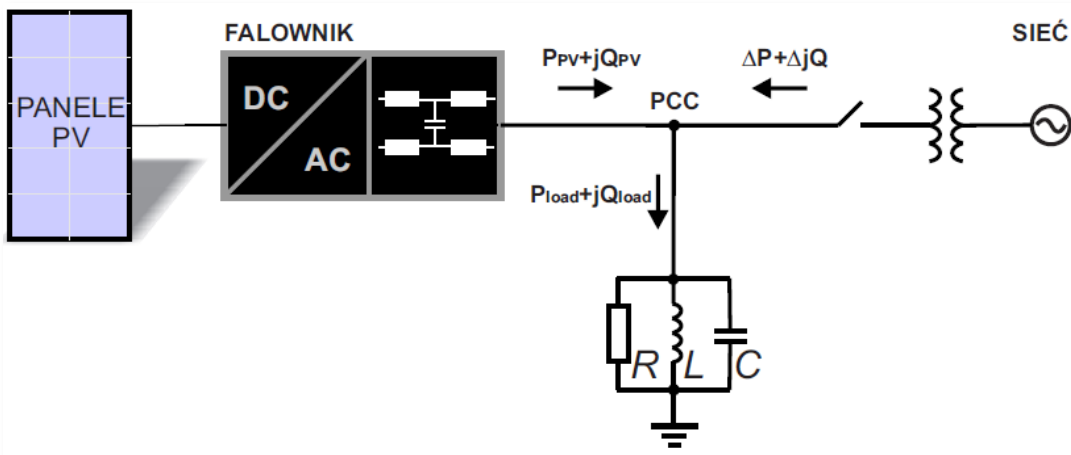 PANELE
PV
FALOWNIK
DC
AC
PPV+jQPV
PCC
ΔP+ΔjQ
SIEĆ
Pload+jQload
R
L
C